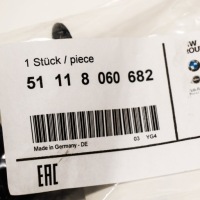 1 Stück / piece
51 11 8 060 682
Made in Germany - DE
03 YG4
EAC